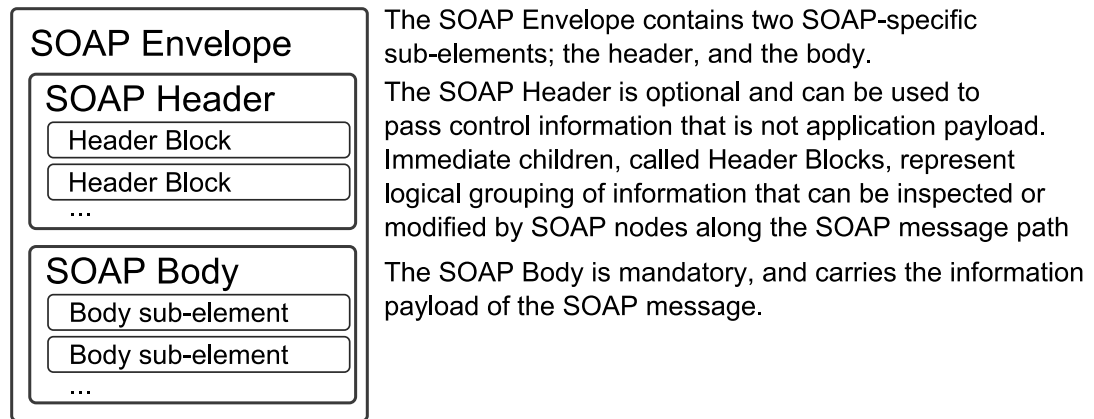 SOAP Envelope
SOAP Header
Header Block
Header Block
...
SOAP Body
Body sub-element
Body sub-element
...
The SOAP Envelope contains two SOAP-specific
sub-elements; the header, and the body.
The SOAP Header is optional and can be used to
pass control information that is not application payload.
Immediate children, called Header Blocks, represent
logical grouping of information that can be inspected or
modified by SOAP nodes along the SOAP message path
The SOAP Body is mandatory, and carries the information
payload of the SOAP message.